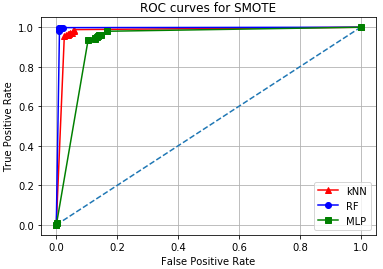 ROC curves for SMOTE
True Positive Rate
1.0
0.8
0.6
0.4
0.2
0.0
kNN
RF
MLP
0.0 0.2 0.4 0.6 0.8 1.0
False Positive Rate